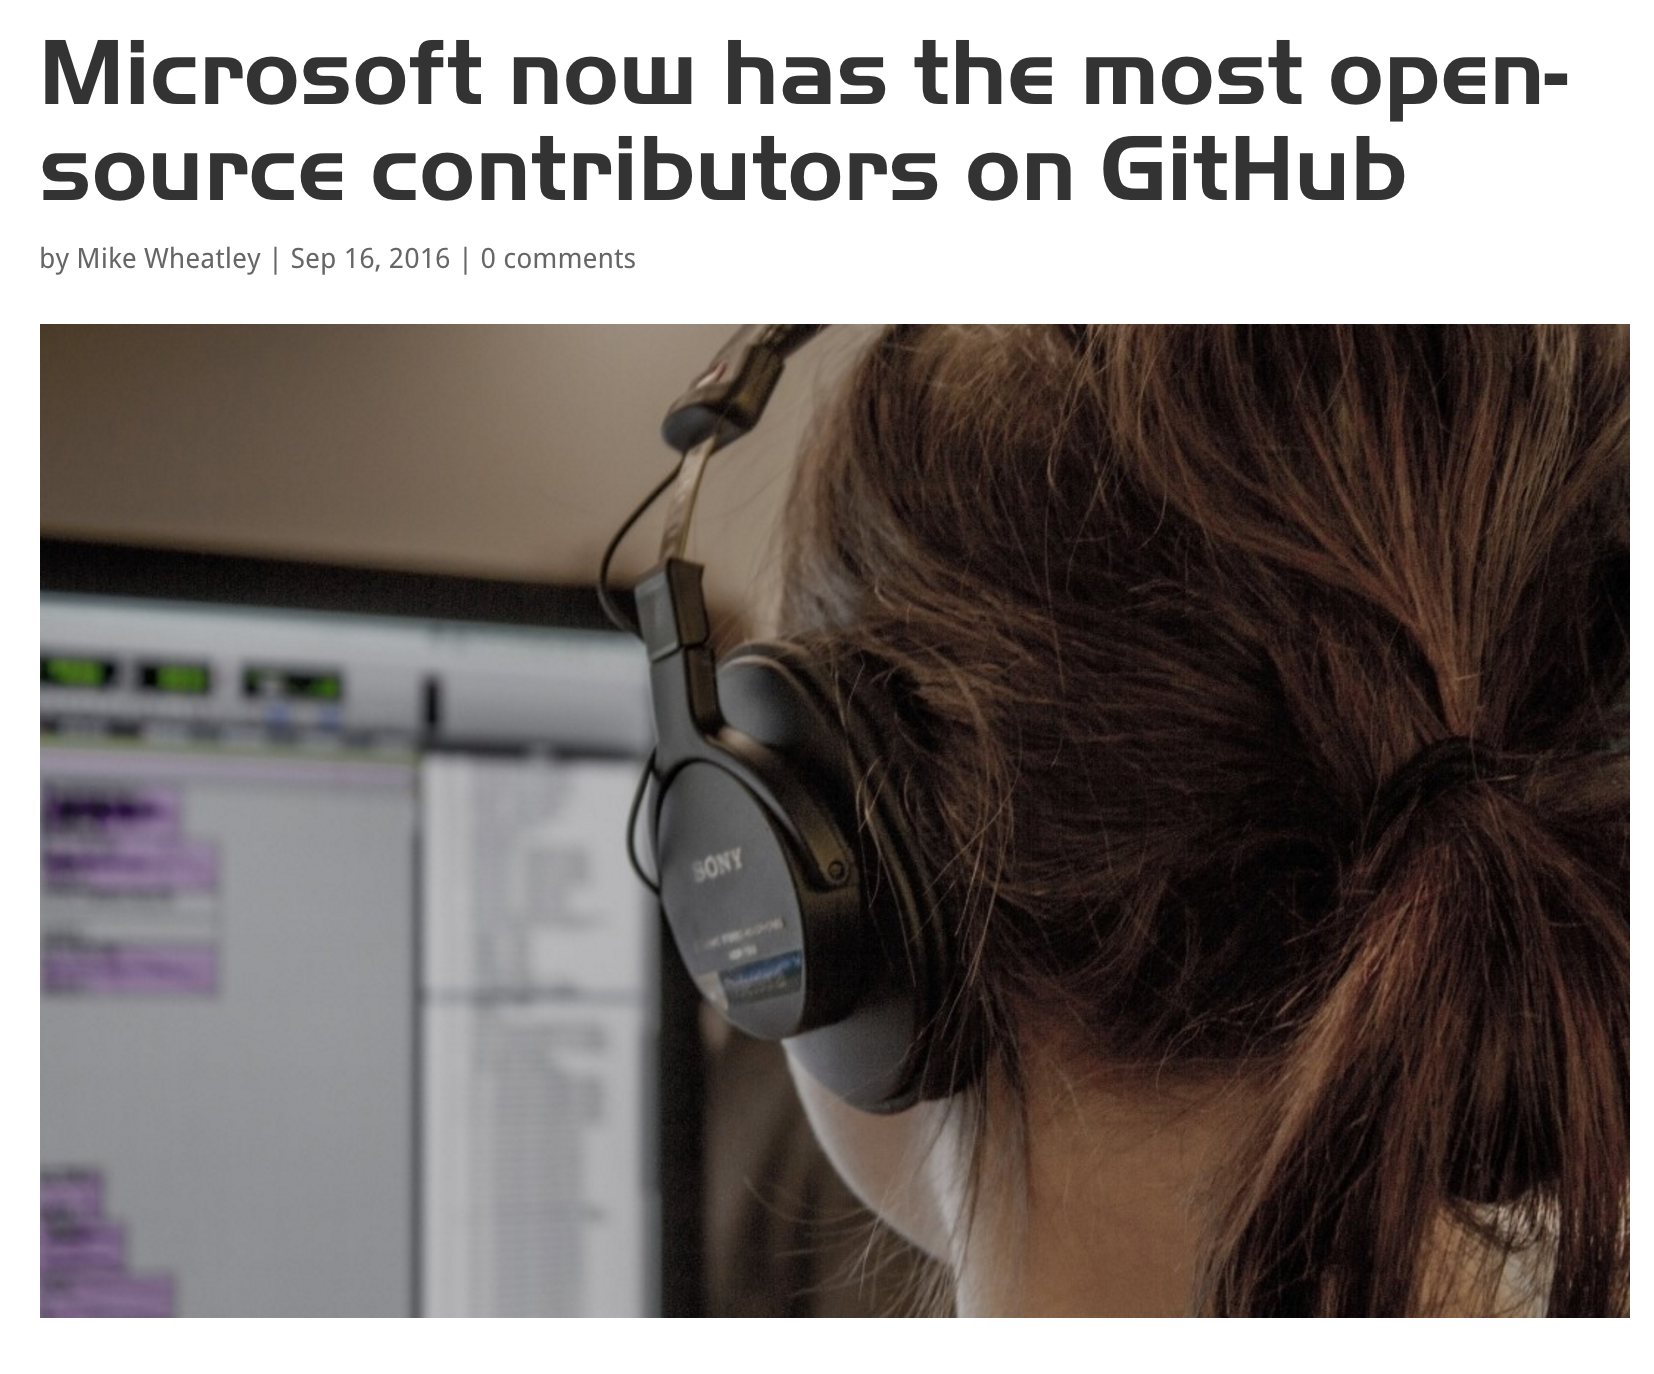 Microsoft now has the most open-
source contributors on GitHub
by Mike Wheatley | Sep 16, 2016 | 0 comments
SONY